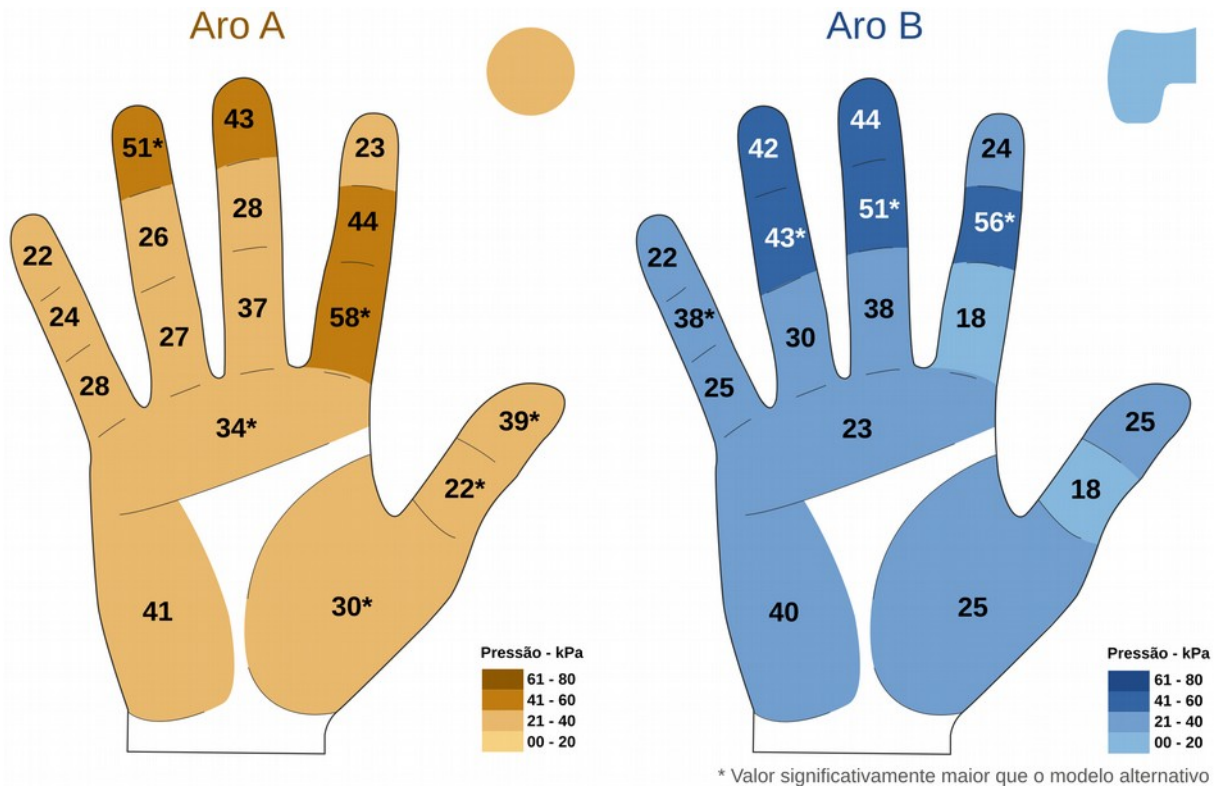 Aro A
51*
43
23
26
28
44
22
24
27
37
58*
28
34*
39*
22*
41
30*
Pressão - kPa
61 - 80
41 - 60
21 - 40
00 - 20
Aro B
42
44
24
43*
51*
56*
22
38*
30
38
18
25
23
25
18
40
25
Pressão - kPa
61 - 80
41 - 60
21 - 40
00 - 20
* Valor significativamente maior que o modelo alternativo